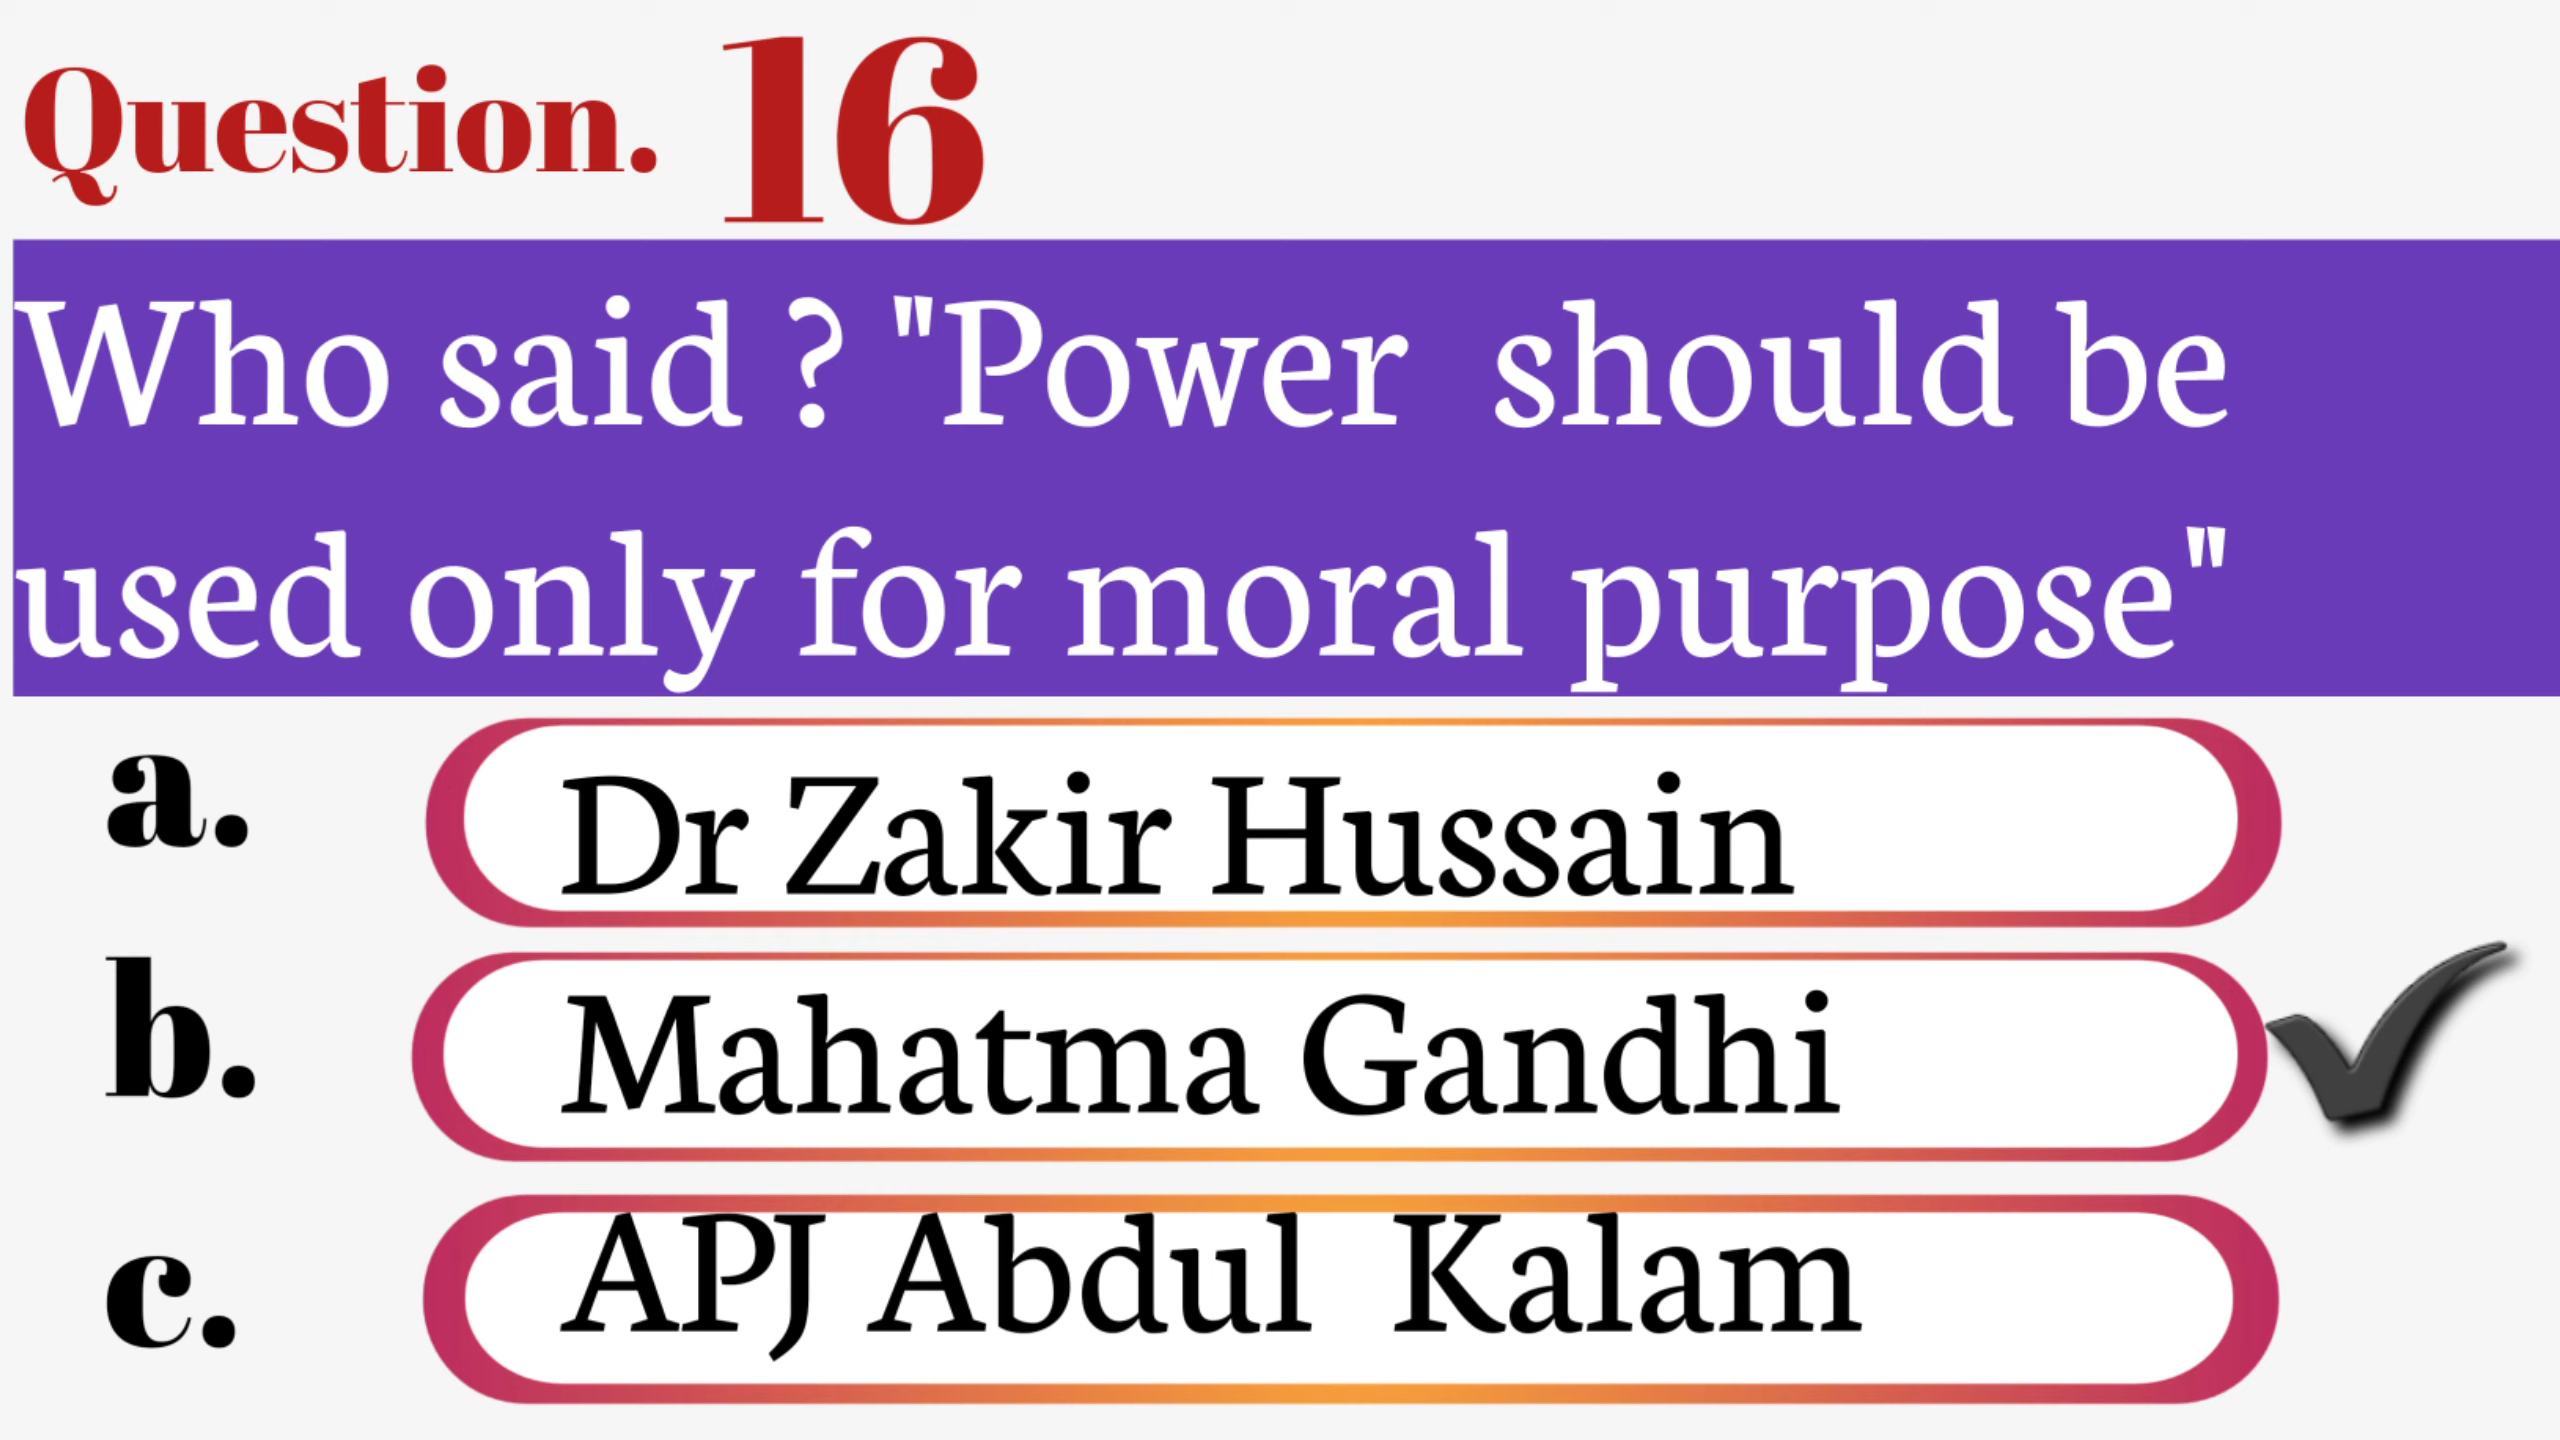 Question. 16
Who said ? "Power should be
used only for moral purpose"
a. Dr Zakir Hussain
b. Mahatma Gandhi
c. APJ Abdul Kalam